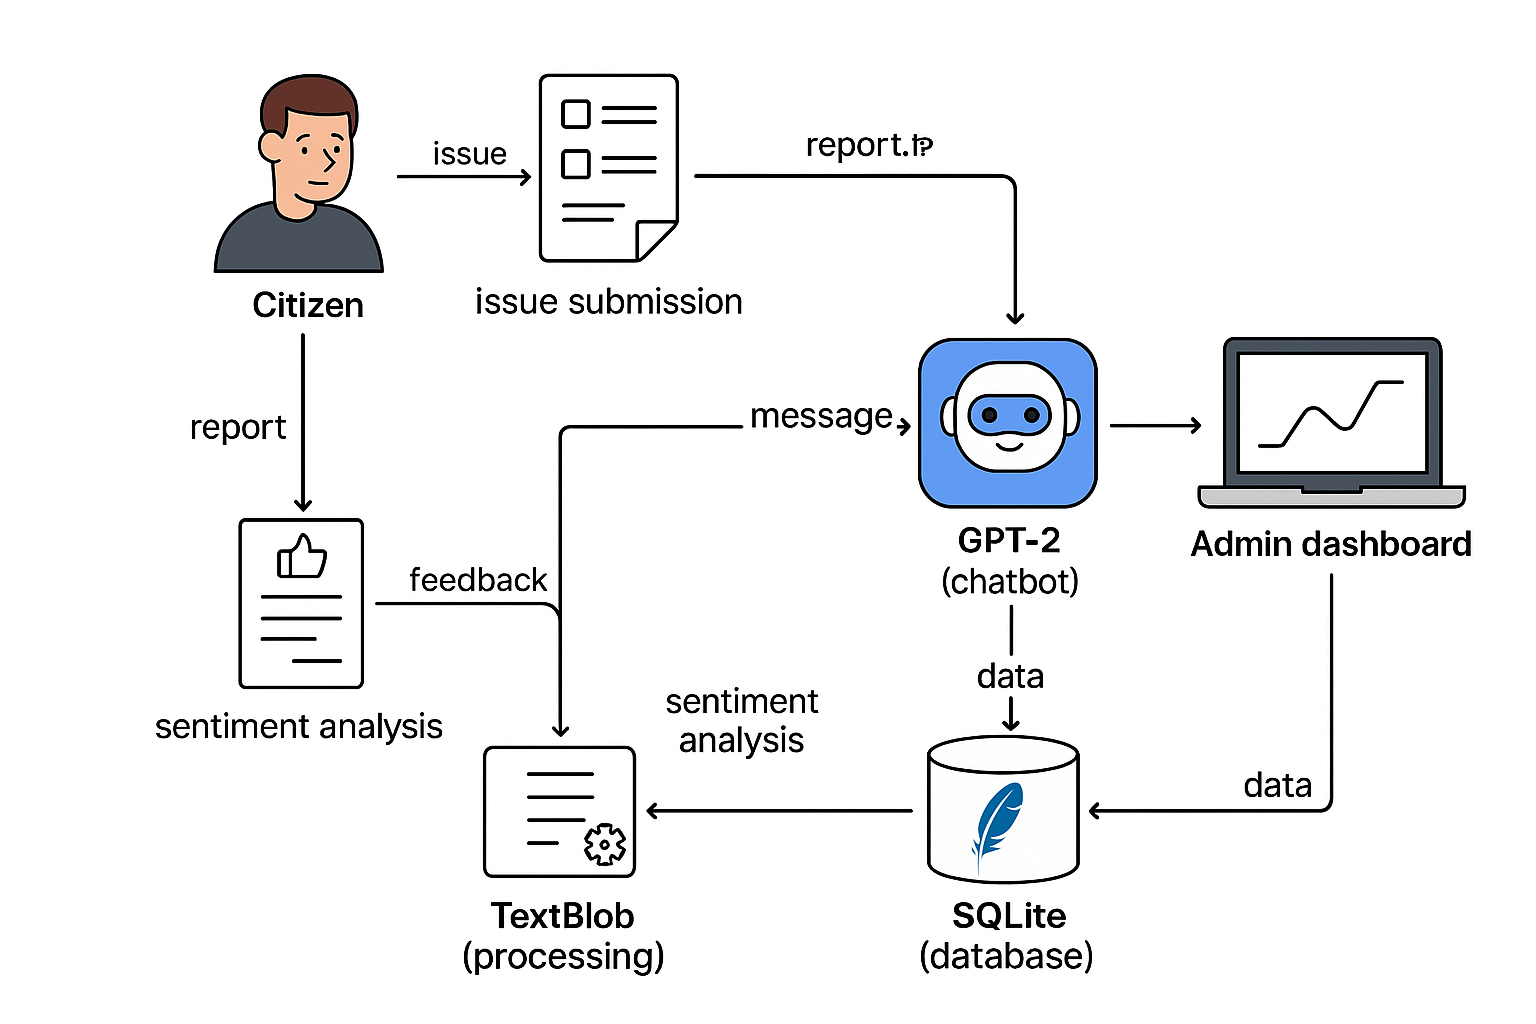 issue
report.
Citizen
issue submission
report
message
GPT-2
(chatbot)
Admin dashboard
feedback
data
sentiment analysis
sentiment
analysis
data
TextBlob
(processing)
SQLite
(database)